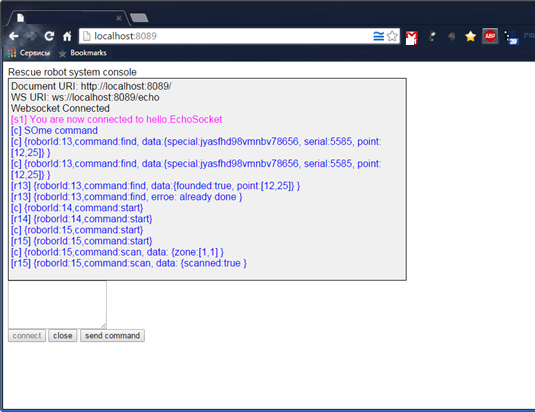 localhost:8089
ABP
29
Сервисы
Bookmarks
Rescue robot system console
Document URI: http://localhost:8089/
WS URI: ws://localhost:8089/echo
Websocket Connected
[s1] You are now connected to hello.EchoSocket
[c] SOme command
[c] {roborId:13,command:find, data:{special:jyasfhd98vmnbv78656, serial:5585, point:
[12,25]} }
[c] {roborId:13,command:find, data:{special:jyasfhd98vmnbv78656, serial:5585, point:
[12,25]} }
[r13] {roborId:13,command:find, data:{founded:true, point:[12,25]} }
[r13] {roborId:13,command:find, erroe: already done }
[c] {roborId:14,command:start}
[r14] {roborId:14,command:start}
[c] {roborId:15,command:start}
[r15] {roborId:15,command:start}
[c] {roborId:15,command:scan, data: {zone:[1,1] }
[r15] {roborId:15,command:scan, data: {scanned:true }
connect close send command